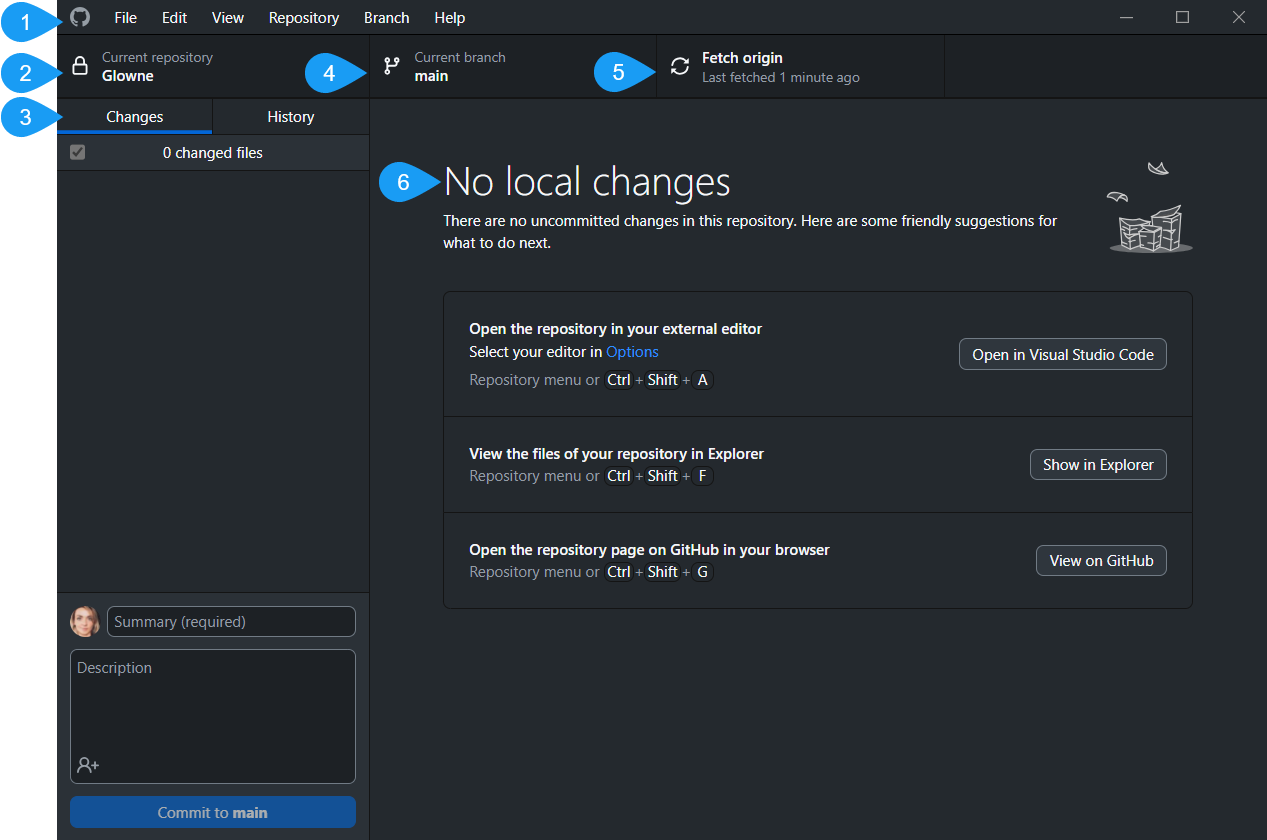 1
File Edit View Repository Branch Help
2
Current repository
Glowne
4
Current branch
main
5
Fetch origin
Last fetched 1 minute ago
3
Changes History
0 changed files
6
No local changes
There are no uncommitted changes in this repository. Here are some friendly suggestions for
what to do next.
Open the repository in your external editor
Select your editor in Options
Repository menu or Ctrl + Shift + A
Open in Visual Studio Code
View the files of your repository in Explorer
Repository menu or Ctrl + Shift + F
Show in Explorer
Open the repository page on GitHub in your browser
Repository menu or Ctrl + Shift + G
View on GitHub
Summary (required)
Description
Commit to main